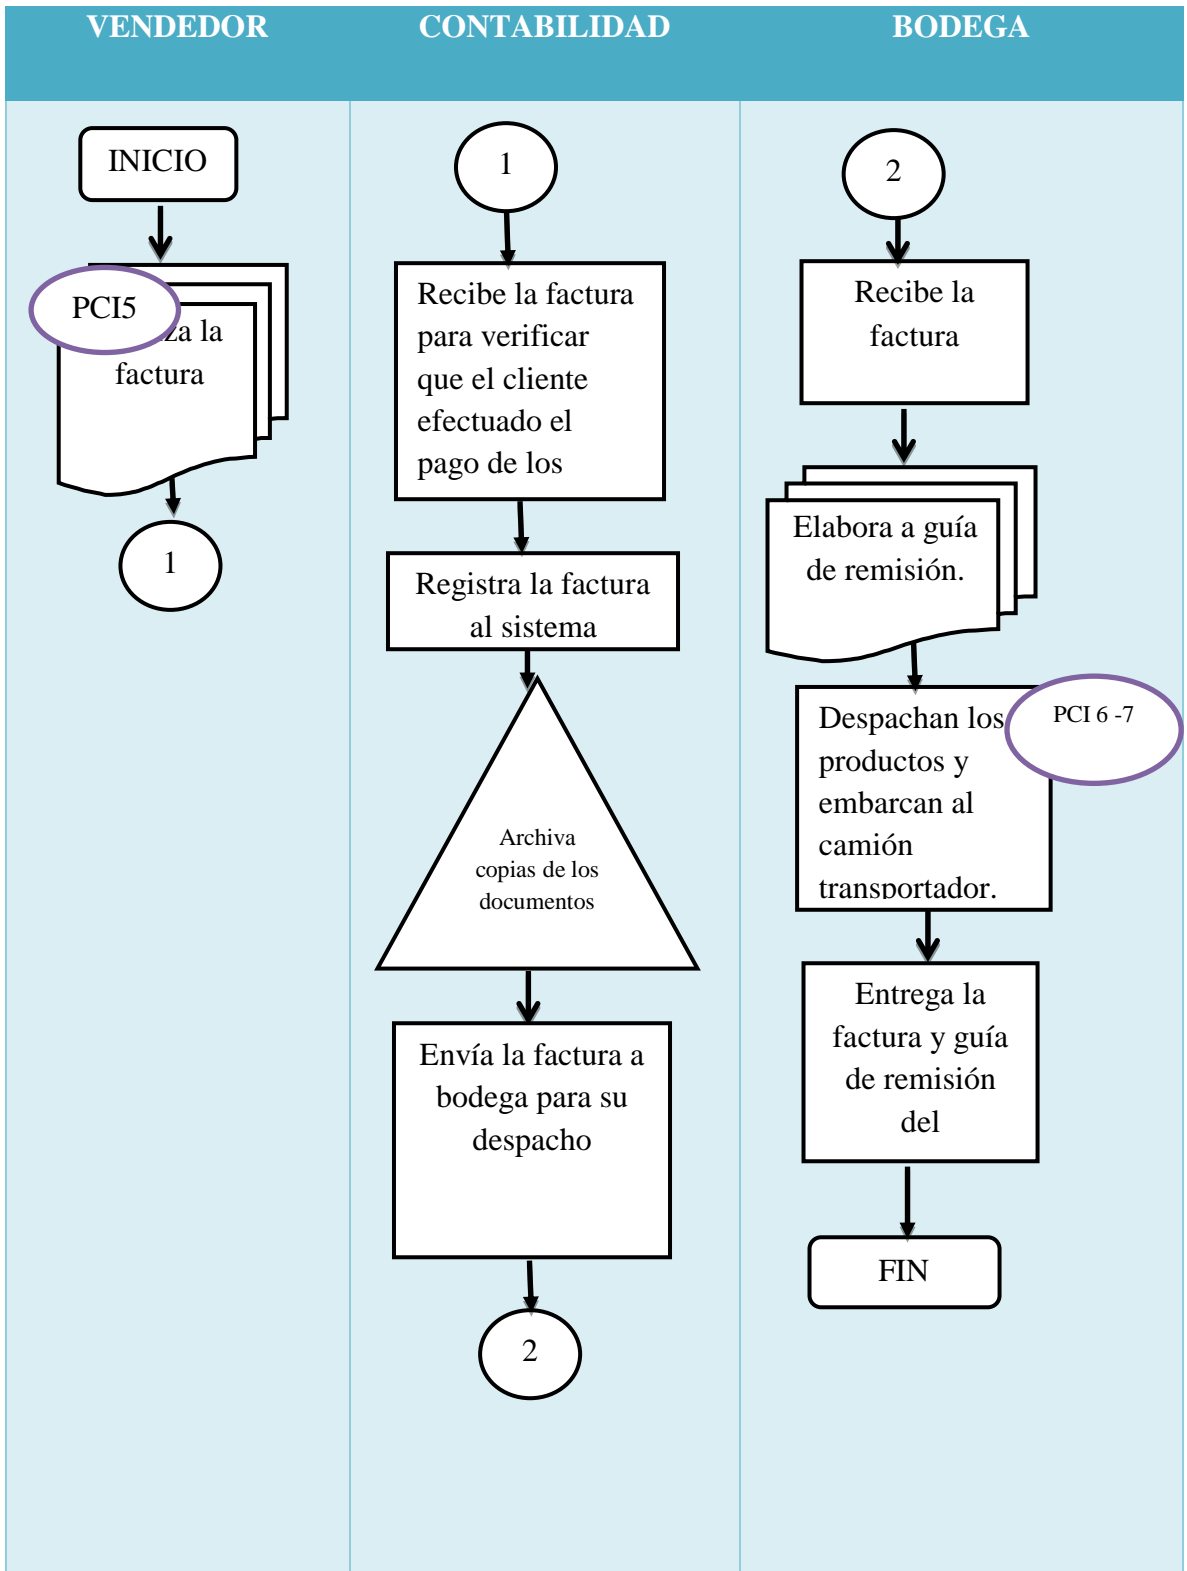 VENDEDOR
CONTABILIDAD
BODEGA
INICIO
PCI5
la
factura
1
1
Recibe la factura
para verificar
que el cliente
efectuado el
pago de los
Registra la factura
al sistema
Archiva
copias de los
documentos
Envía la factura a
bodega para su
despacho
2
2
Recibe la
factura
Elabora a guía
de remisión.
Despachan los
productos y
embarcan al
camión
transportador.
PCI 6 -7
Entrega la
factura y guía
de remisión
del
FIN